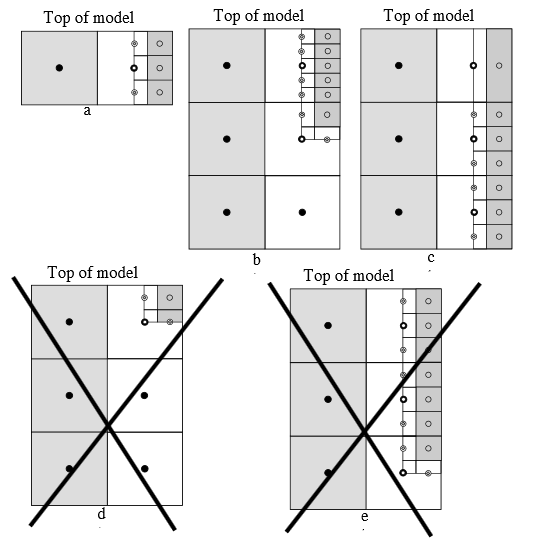 Top of model
Top of model
Top of model
a
b
c
Top of model
Top of model
d
e